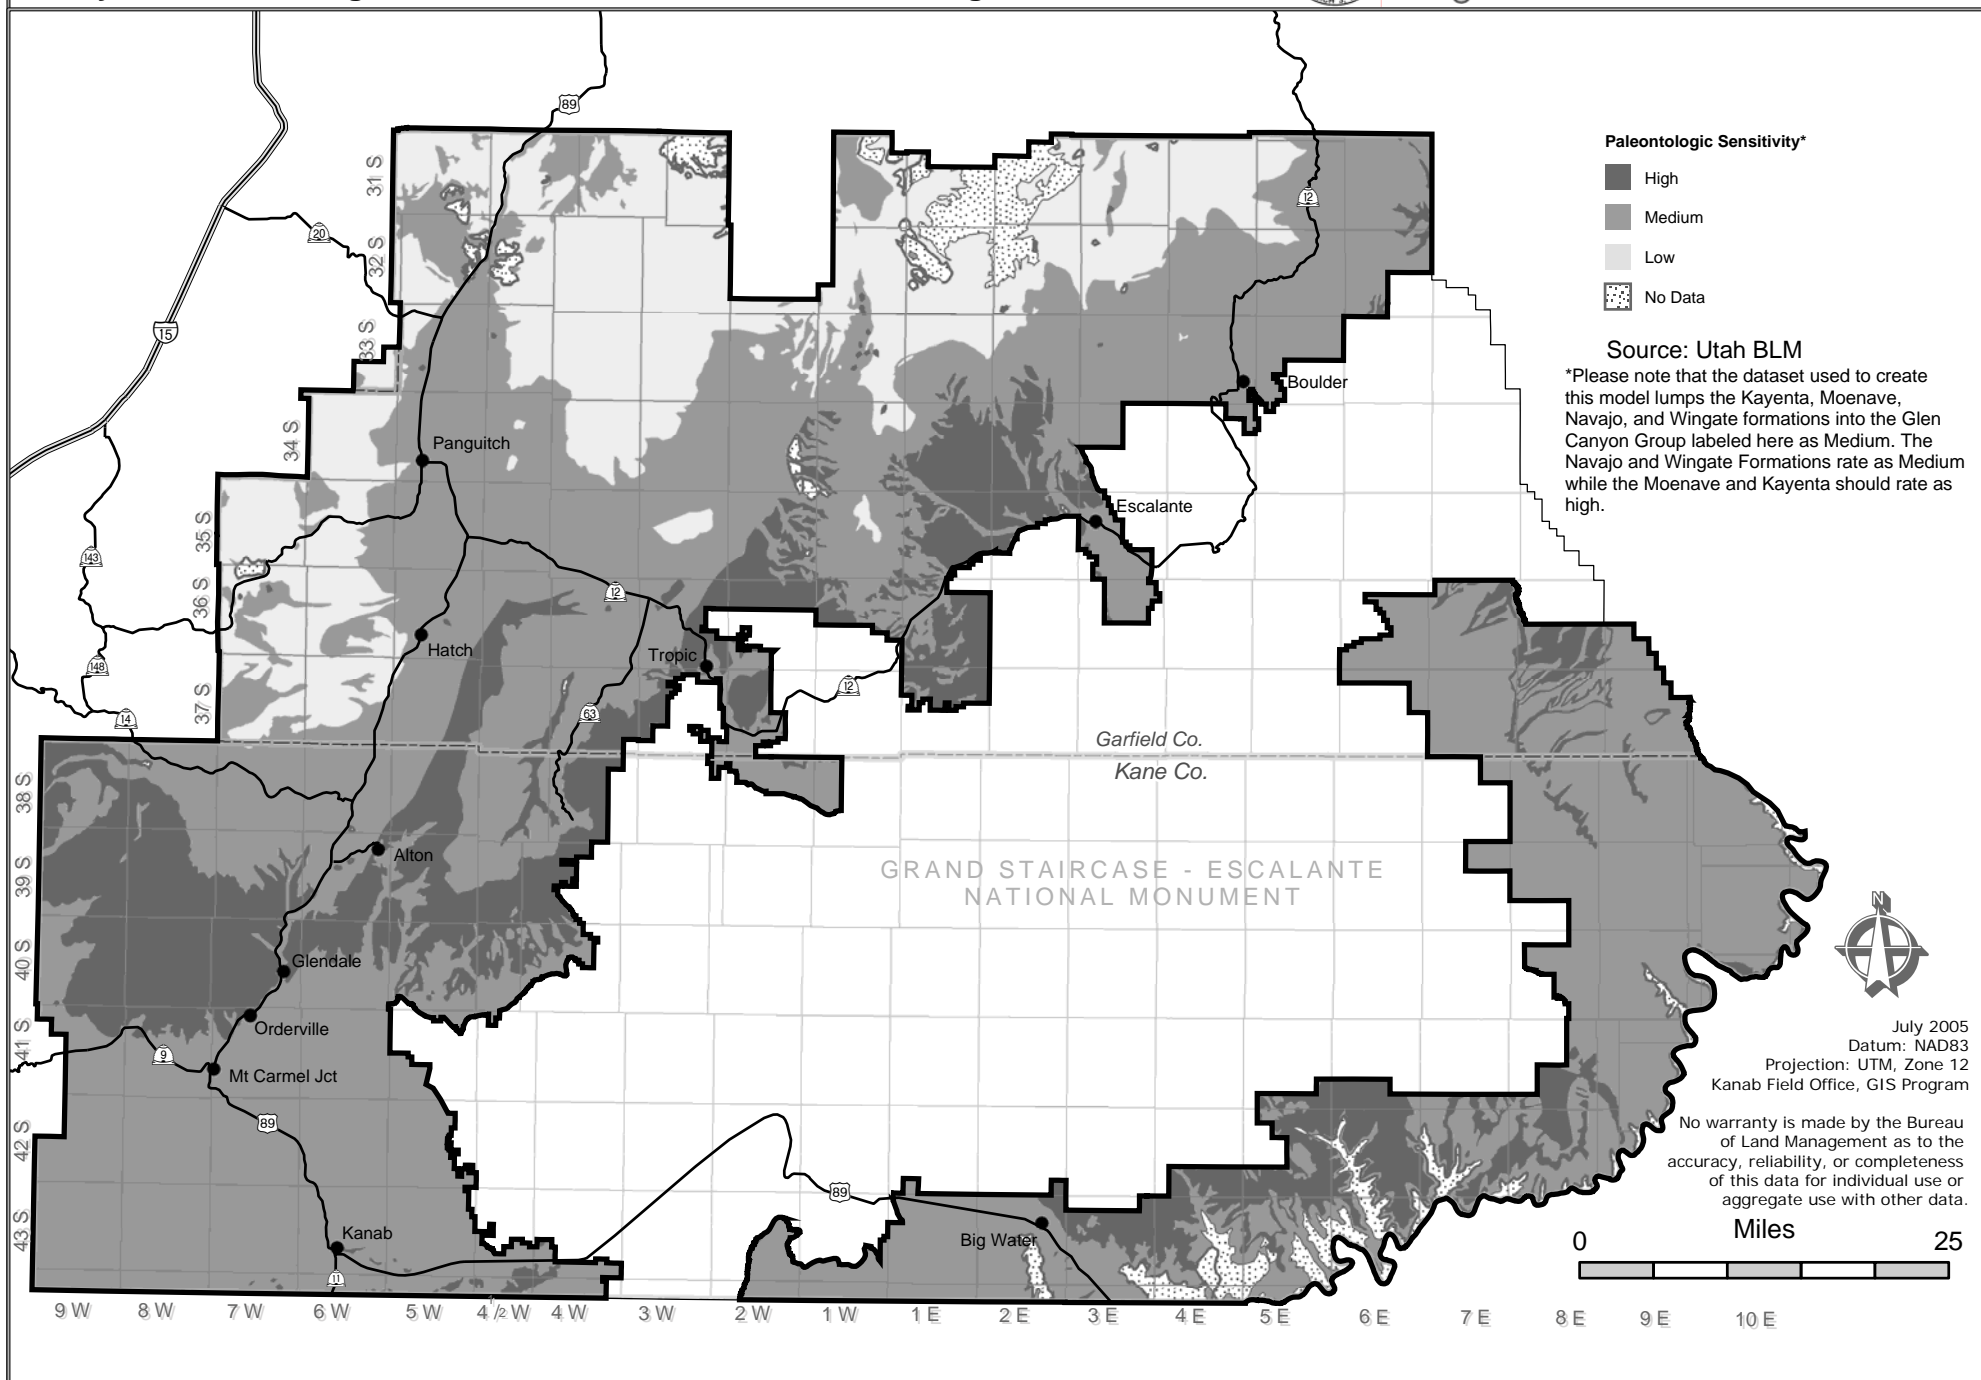 Paleontologic Sensitivity*
High
Medium
Low
No Data
Source: Utah BLM
*Please note that the dataset used to create
this model lumps the Kayenta, Moenave,
Navajo, and Wingate formations into the Glen
Canyon Group labeled here as Medium. The
Navajo and Wingate Formations rate as Medium
while the Moenave and Kayenta should rate as
high.
89
12
20
15
31 S
32 S
33 S
34 S
35 S
36 S
37 S
38 S
39 S
40 S
41 S
42 S
43 S
Boulder
Panguitch
Escalante
143
12
Hatch
Tropic
148
12
14
63
Garfield Co.
Kane Co.
Alton
GRAND STAIRCASE - ESCALANTE
NATIONAL MONUMENT
Glendale
Orderville
9
Mt Carmel Jct
89
89
Kanab
Big Water
11
N
July 2005
Datum: NAD83
Projection: UTM, Zone 12
Kanab Field Office, GIS Program
No warranty is made by the Bureau
of Land Management as to the
accuracy, reliability, or completeness
of this data for individual use or
aggregate use with other data.
Miles
0 25
9 W 8 W 7 W 6 W 5 W 4 1/2 W 4 W 3 W 2 W 1 W 1 E 2 E 3 E 4 E 5 E 6 E 7 E 8 E 9 E 10 E